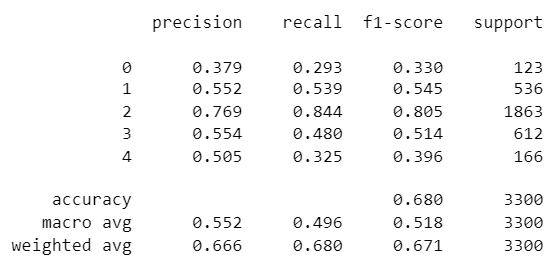 precision recall f1-score support
0 0.379 0.293 0.330 123
1 0.552 0.539 0.545 536
2 0.769 0.844 0.805 1863
3 0.554 0.480 0.514 612
4 0.505 0.325 0.396 166
accuracy 0.680 3300
macro avg 0.552 0.496 0.518 3300
weighted avg 0.666 0.680 0.671 3300